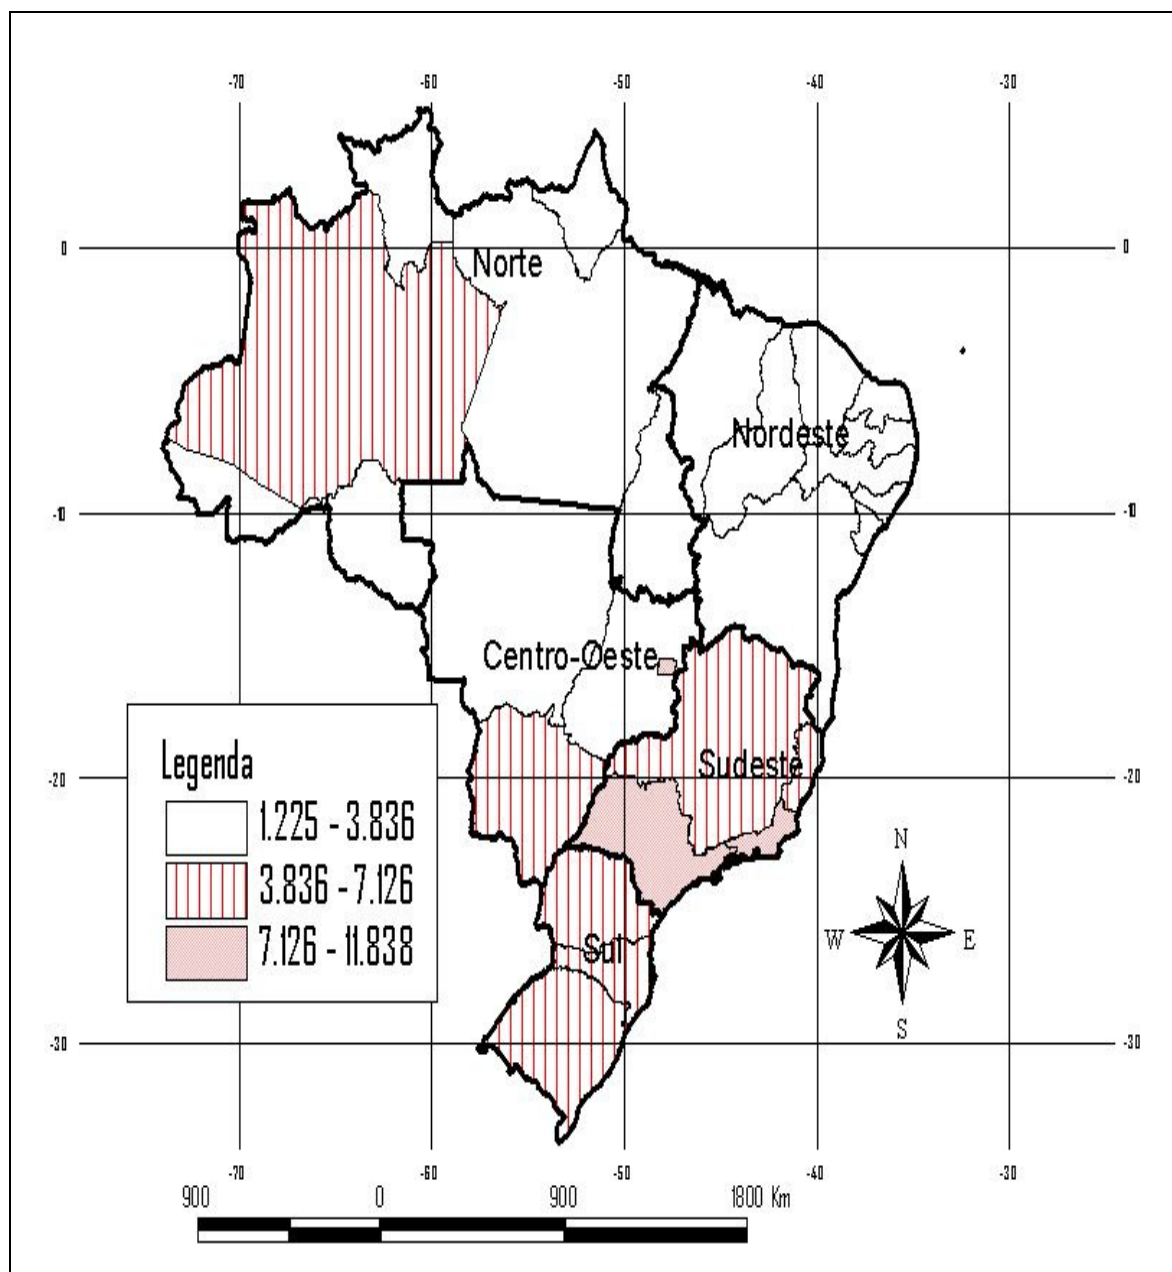 -70 -60 -50 -40 -30
0 0
Norte
Nordeste
-10 -10
Centro-Oeste
Legenda
1.225 - 3.836
3.836 - 7.126
7.126 - 11.838
-20 -20
Sudeste
N
W E
S
Sul
-30 -30
-70 -60 -50 -40 -30
900 0 900 1800 Km